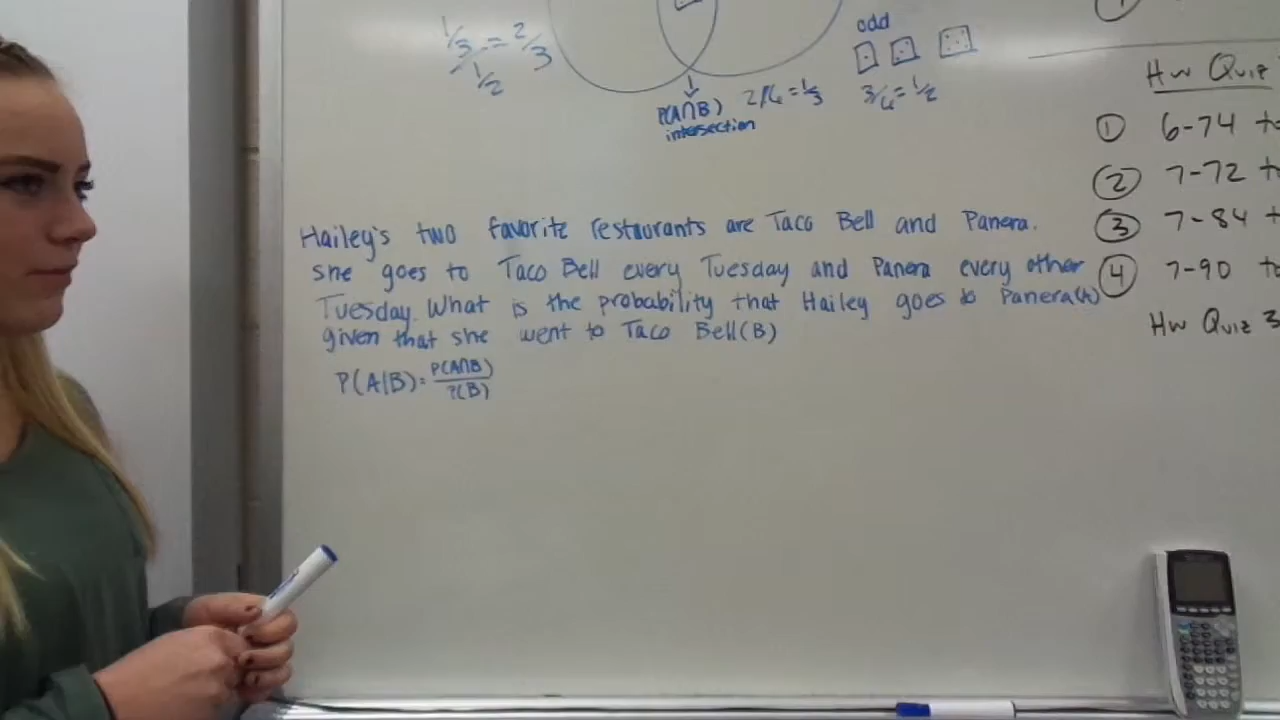 1/3 / 1/2 = 2/3
odd
P(A∩B) 2/6 = 1/3 3/6 = 1/2
intersection
Hailey's two favorite restaurants are Taco Bell and Panera.
she goes to Taco Bell every Tuesday and Panera every other
Tuesday. What is the probability that Hailey goes to Panera(A)
given that she went to Taco Bell(B)
P(A|B) = P(A∩B) / P(B)
HW Quiz
① 6-74 to
② 7-72 to
③ 7-84 t
④ 7-90 to
HW Quiz 3